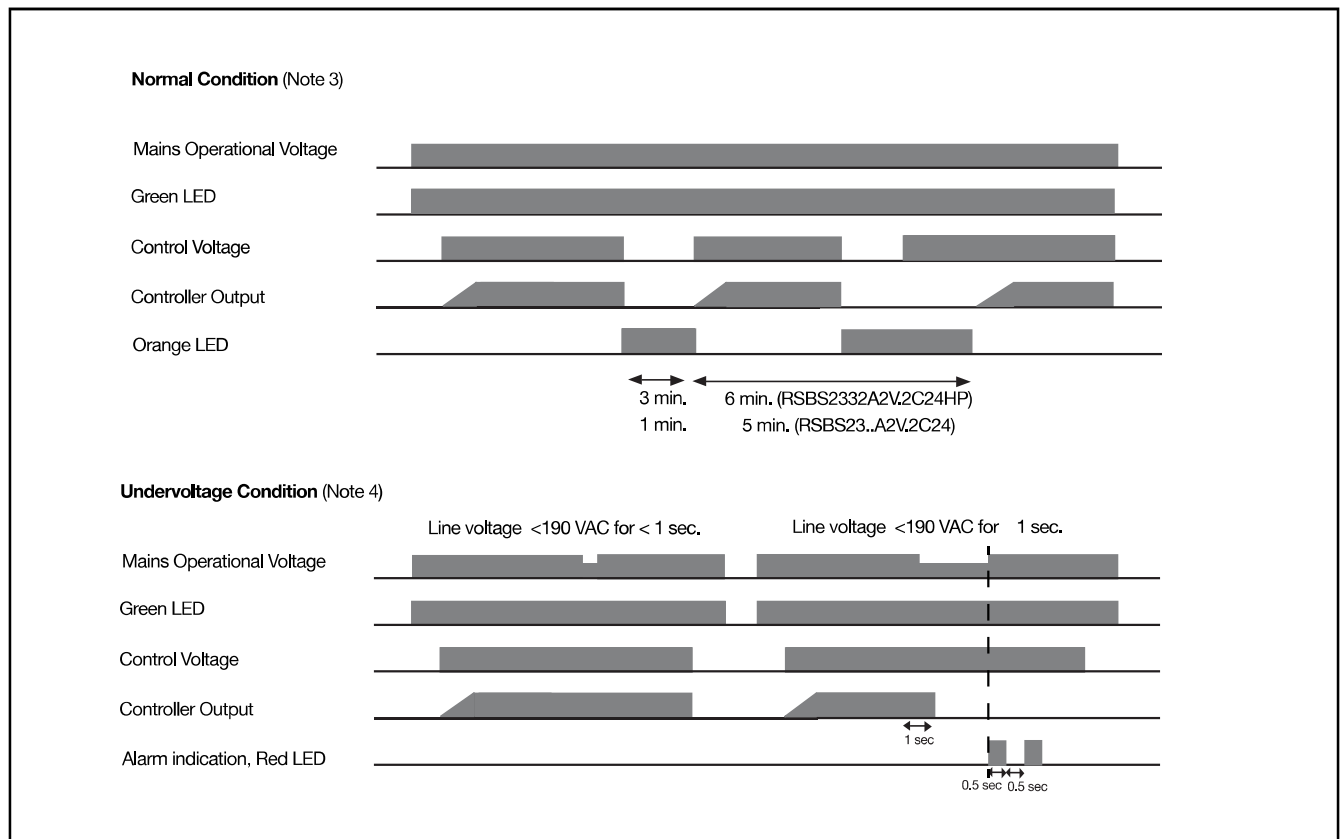 Normal Condition (Note 3)
Mains Operational Voltage
Green LED
Control Voltage
Controller Output
Orange LED
3 min. 6 min. (RSBS2332A2V.2C24HP)
1 min. 5 min. (RSBS23..A2V.2C24)
Undervoltage Condition (Note 4)
Line voltage <190 VAC for < 1 sec. Line voltage <190 VAC for 1 sec.
Mains Operational Voltage
Green LED
Control Voltage
Controller Output
1 sec
Alarm indication, Red LED
0.5 sec 0.5 sec